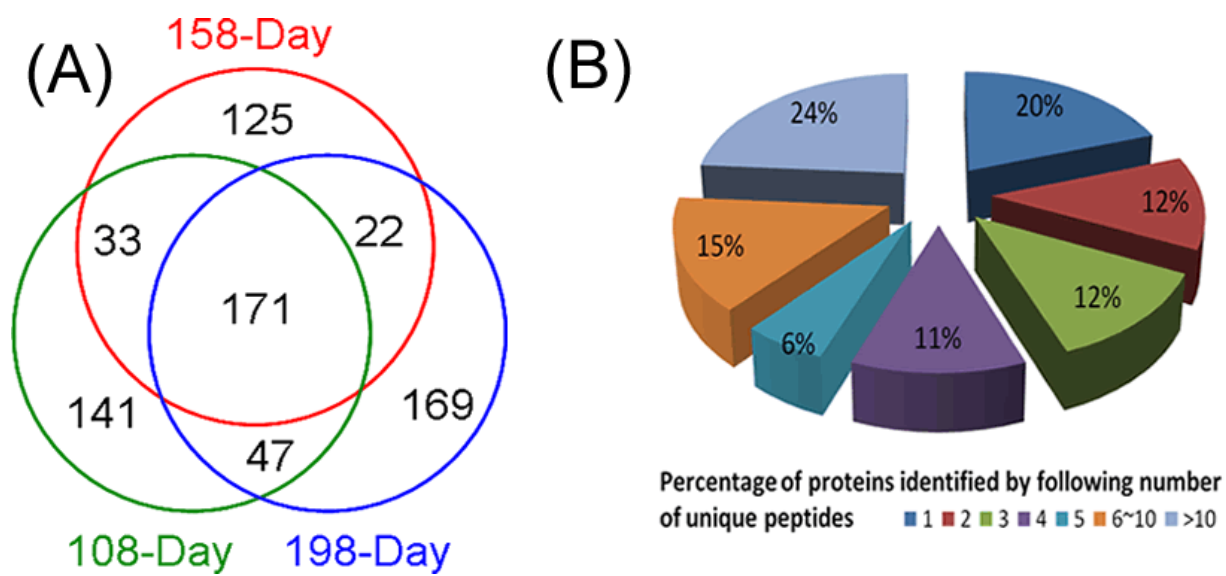 (A)
158-Day
125
33
22
171
141
169
47
108-Day 198-Day
(B)
24%
20%
12%
15%
12%
6%
11%
Percentage of proteins identified by following number
of unique peptides 1 2 3 4 5 6~10 >10